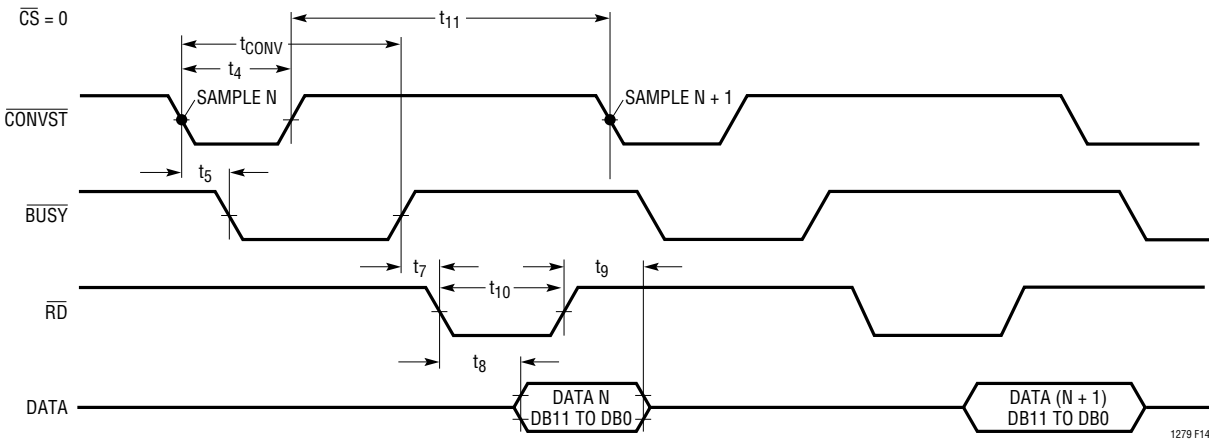 CS = 0
t11
tCONV
t4
SAMPLE N
SAMPLE N + 1
CONVST
t5
BUSY
t7
t9
t10
RD
t8
DATA
DATA N
DB11 TO DB0
DATA (N + 1)
DB11 TO DB0
1279 F14